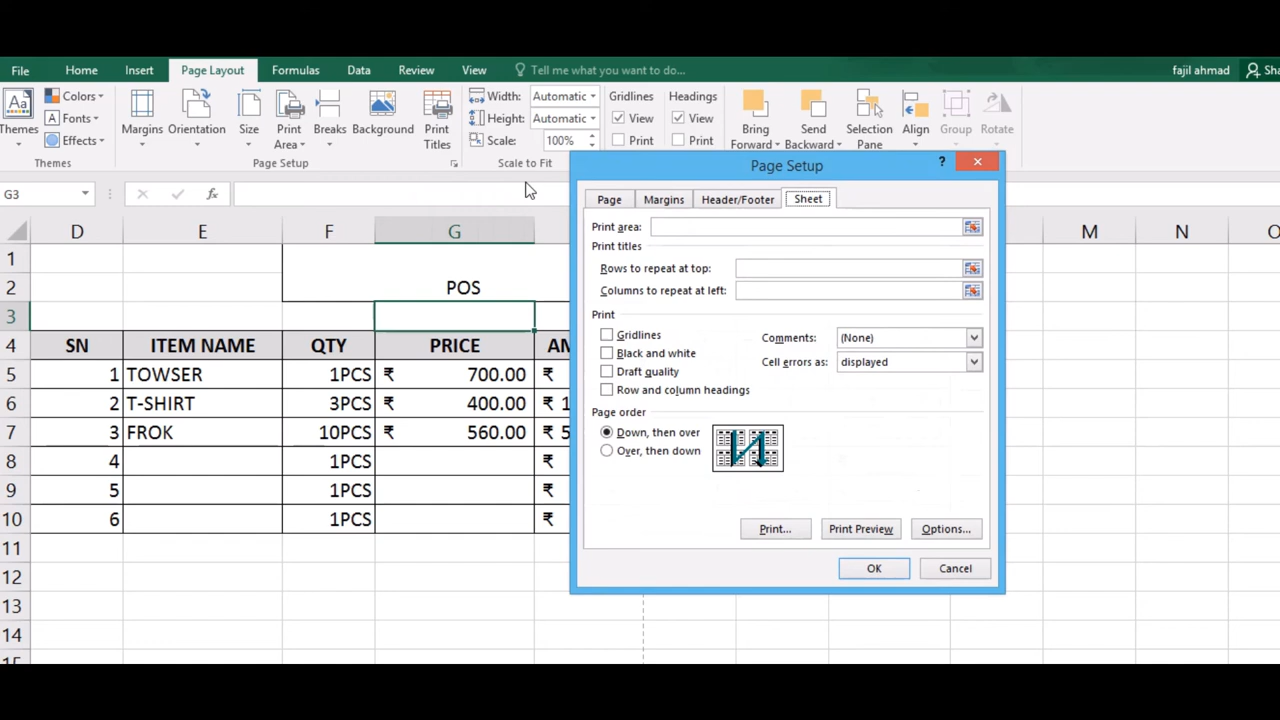 File Home Insert Page Layout Formulas Data Review View Tell me what you want to do... fajil ahmad
Aa Colors Width: Automatic Gridlines Headings
Fonts Height: Automatic View View
Themes Effects Margins Orientation Size Print Area Breaks Background Print Titles Scale: 100% Print Print Bring Forward Send Backward Selection Pane Align Group Rotate
Themes Page Setup Scale to Fit
G3 fx
Page Setup ?
Page Margins Header/Footer Sheet
Print area:
Print titles
Rows to repeat at top:
Columns to repeat at left:
Print
Gridlines Comments: (None)
Black and white Cell errors as: displayed
Draft quality
Row and column headings
Page order
Down, then over
Over, then down
Print... Print Preview Options...
OK Cancel
D E F G M N O
1
2 POS
3
4 SN ITEM NAME QTY PRICE
5 1 TOWSER 1PCS ₹ 700.00 ₹
6 2 T-SHIRT 3PCS ₹ 400.00 ₹ 1
7 3 FROK 10PCS ₹ 560.00 ₹ 5
8 4 1PCS ₹
9 5 1PCS ₹
10 6 1PCS ₹
11
12
13
14